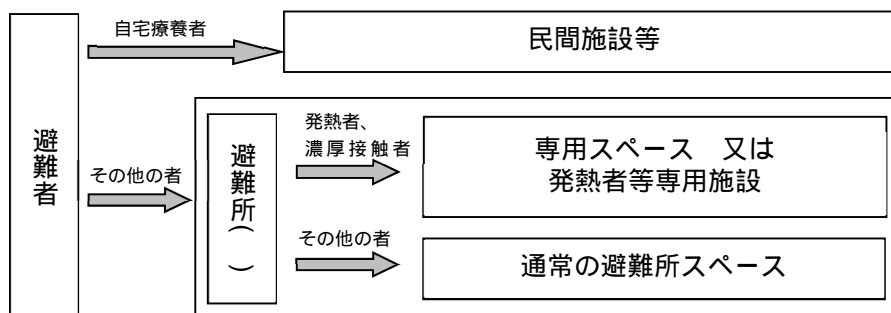 自宅療養者
民間施設等
避難者
発熱者、
濃厚接触者
専用スペース 又は
発熱者等専用施設
その他の者
避難所( )
その他の者
通常の避難所スペース